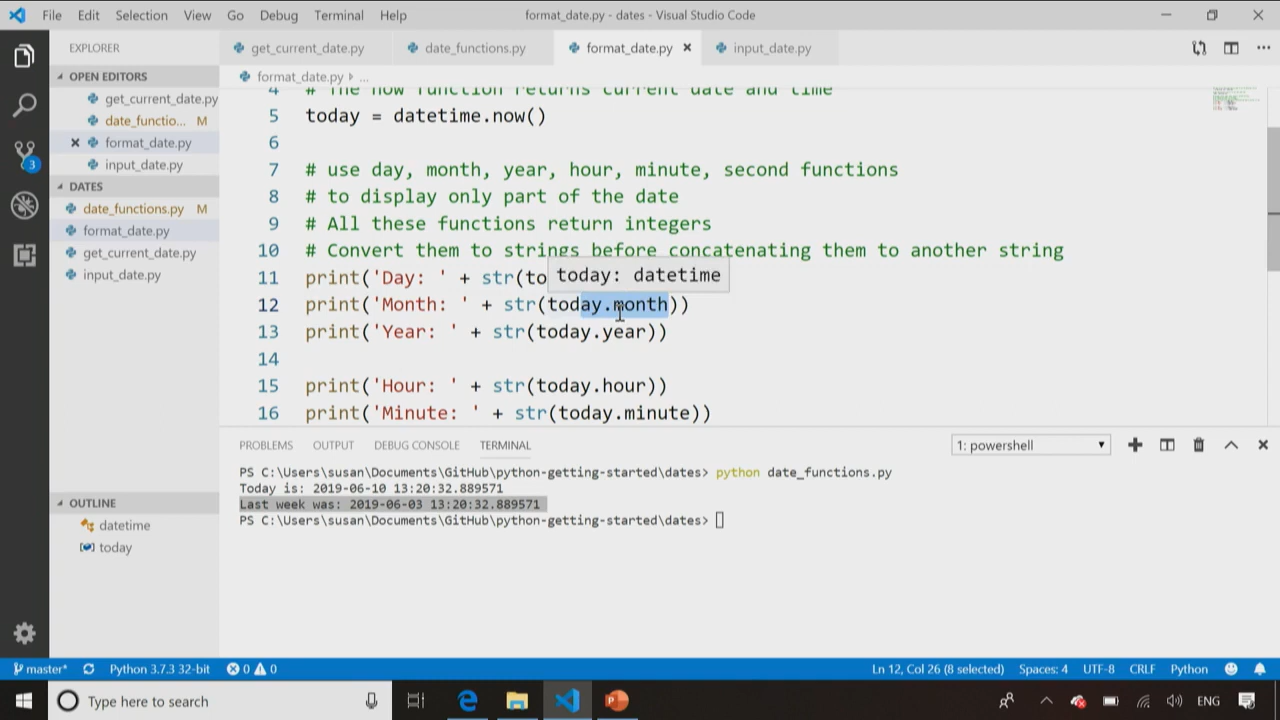 File Edit Selection View Go Debug Terminal Help format_date.py - dates - Visual Studio Code
EXPLORER
OPEN EDITORS
get_current_date.py
date_functio... M
format_date.py
input_date.py
DATES
date_functions.py M
format_date.py
get_current_date.py
input_date.py
OUTLINE
datetime
today
get_current_date.py date_functions.py format_date.py input_date.py
format_date.py ...
4 # The now function returns current date and time
5 today = datetime.now()
6
7 # use day, month, year, hour, minute, second functions
8 # to display only part of the date
9 # All these functions return integers
10 # Convert them to strings before concatenating them to another string
11 print('Day: ' + str(to
today: datetime
12 print('Month: ' + str(today.month))
13 print('Year: ' + str(today.year))
14
15 print('Hour: ' + str(today.hour))
16 print('Minute: ' + str(today.minute))
PROBLEMS OUTPUT DEBUG CONSOLE TERMINAL 1: powershell
PS C:\Users\susan\Documents\GitHub\python-getting-started\dates> python date_functions.py
Today is: 2019-06-10 13:20:32.889571
Last week was: 2019-06-03 13:20:32.889571
PS C:\Users\susan\Documents\GitHub\python-getting-started\dates>
3
master* Python 3.7.3 32-bit 0 0 Ln 12, Col 26 (8 selected) Spaces: 4 UTF-8 CRLF Python
Type here to search ENG